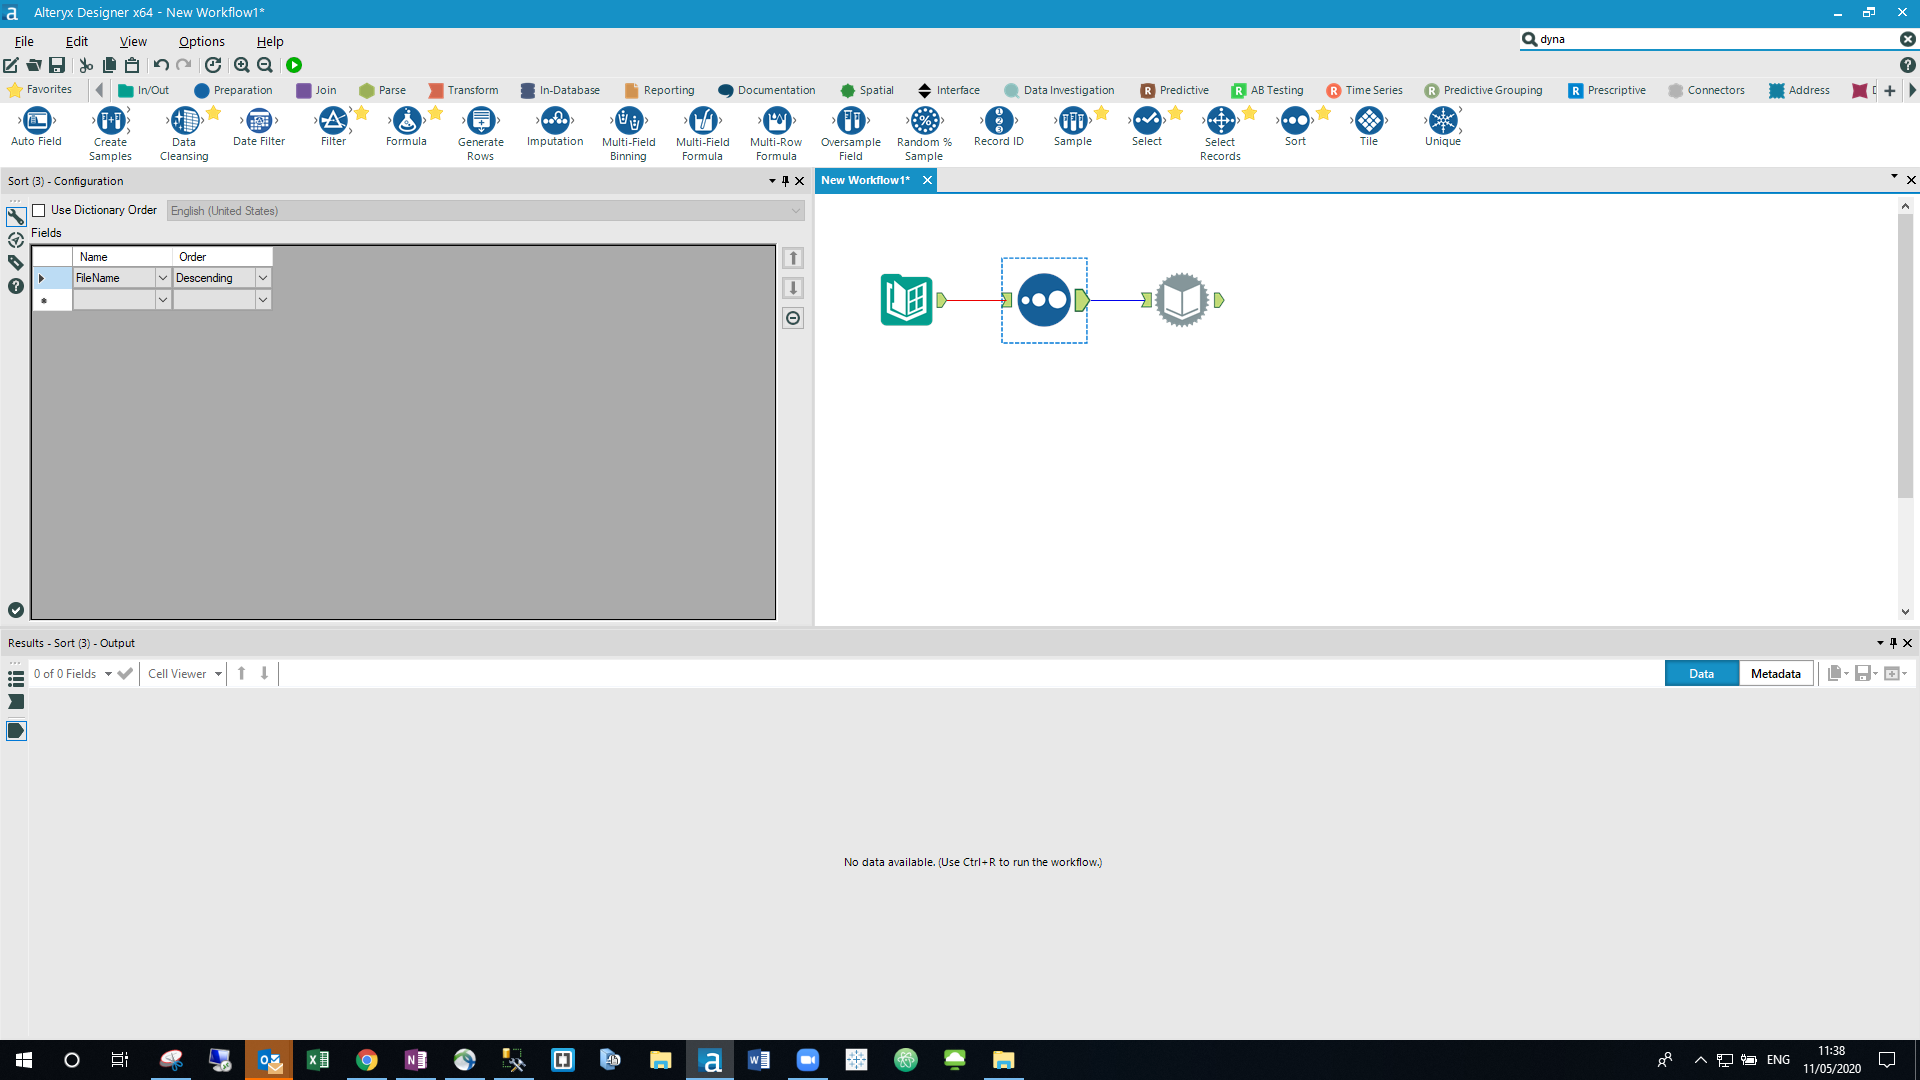 Alteryx Designer x64 - New Workflow1*
File Edit View Options Help
dyna
Favorites In/Out Preparation Join Parse Transform In-Database Reporting Documentation Spatial Interface Data Investigation Predictive AB Testing Time Series Predictive Grouping Prescriptive Connectors Address
Auto Field Create Samples Data Cleansing Date Filter Filter Formula Generate Rows Imputation Multi-Field Binning Multi-Field Formula Multi-Row Formula Oversample Field Random % Sample Record ID Sample Select Select Records Sort Tile Unique
Sort (3) - Configuration
New Workflow1*
Use Dictionary Order English (United States)
Fields
Name Order
FileName Descending
Results - Sort (3) - Output
0 of 0 Fields Cell Viewer Data Metadata
No data available. (Use Ctrl+R to run the workflow.)
ENG
11:38
11/05/2020